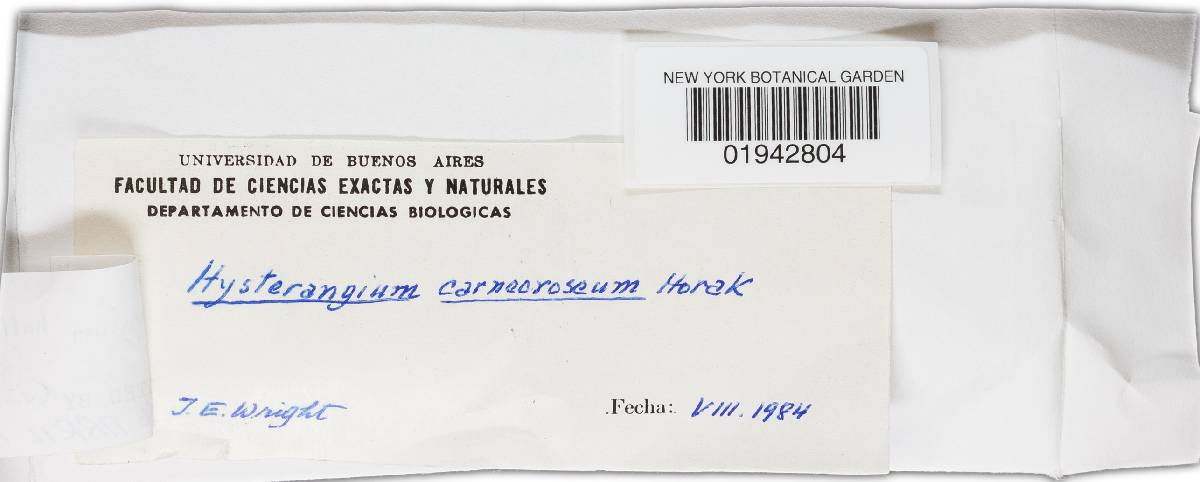 NEW YORK BOTANICAL GARDEN
01942804
UNIVERSIDAD DE BUENOS AIRES
FACULTAD DE CIENCIAS EXACTAS Y NATURALES
DEPARTAMENTO DE CIENCIAS BIOLOGICAS
Hysterangium carneoroseum Horak
J.E. Wright .Fecha: VIII. 1984